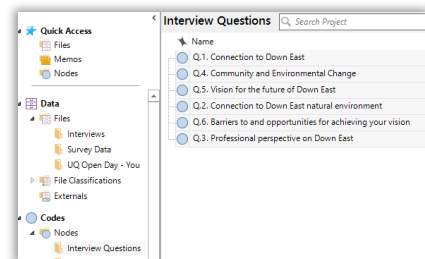 Quick Access
Files
Memos
Nodes
Data
Files
Interviews
Survey Data
UQ Open Day - You
File Classifications
Externals
Codes
Nodes
Interview Questions
Interview Questions
Search Project
Name
Q.1. Connection to Down East
Q.4. Community and Environmental Change
Q.5. Vision for the future of Down East
Q.2. Connection to Down East natural environment
Q.6. Barriers to and opportunities for achieving your vision
Q.3. Professional perspective on Down East